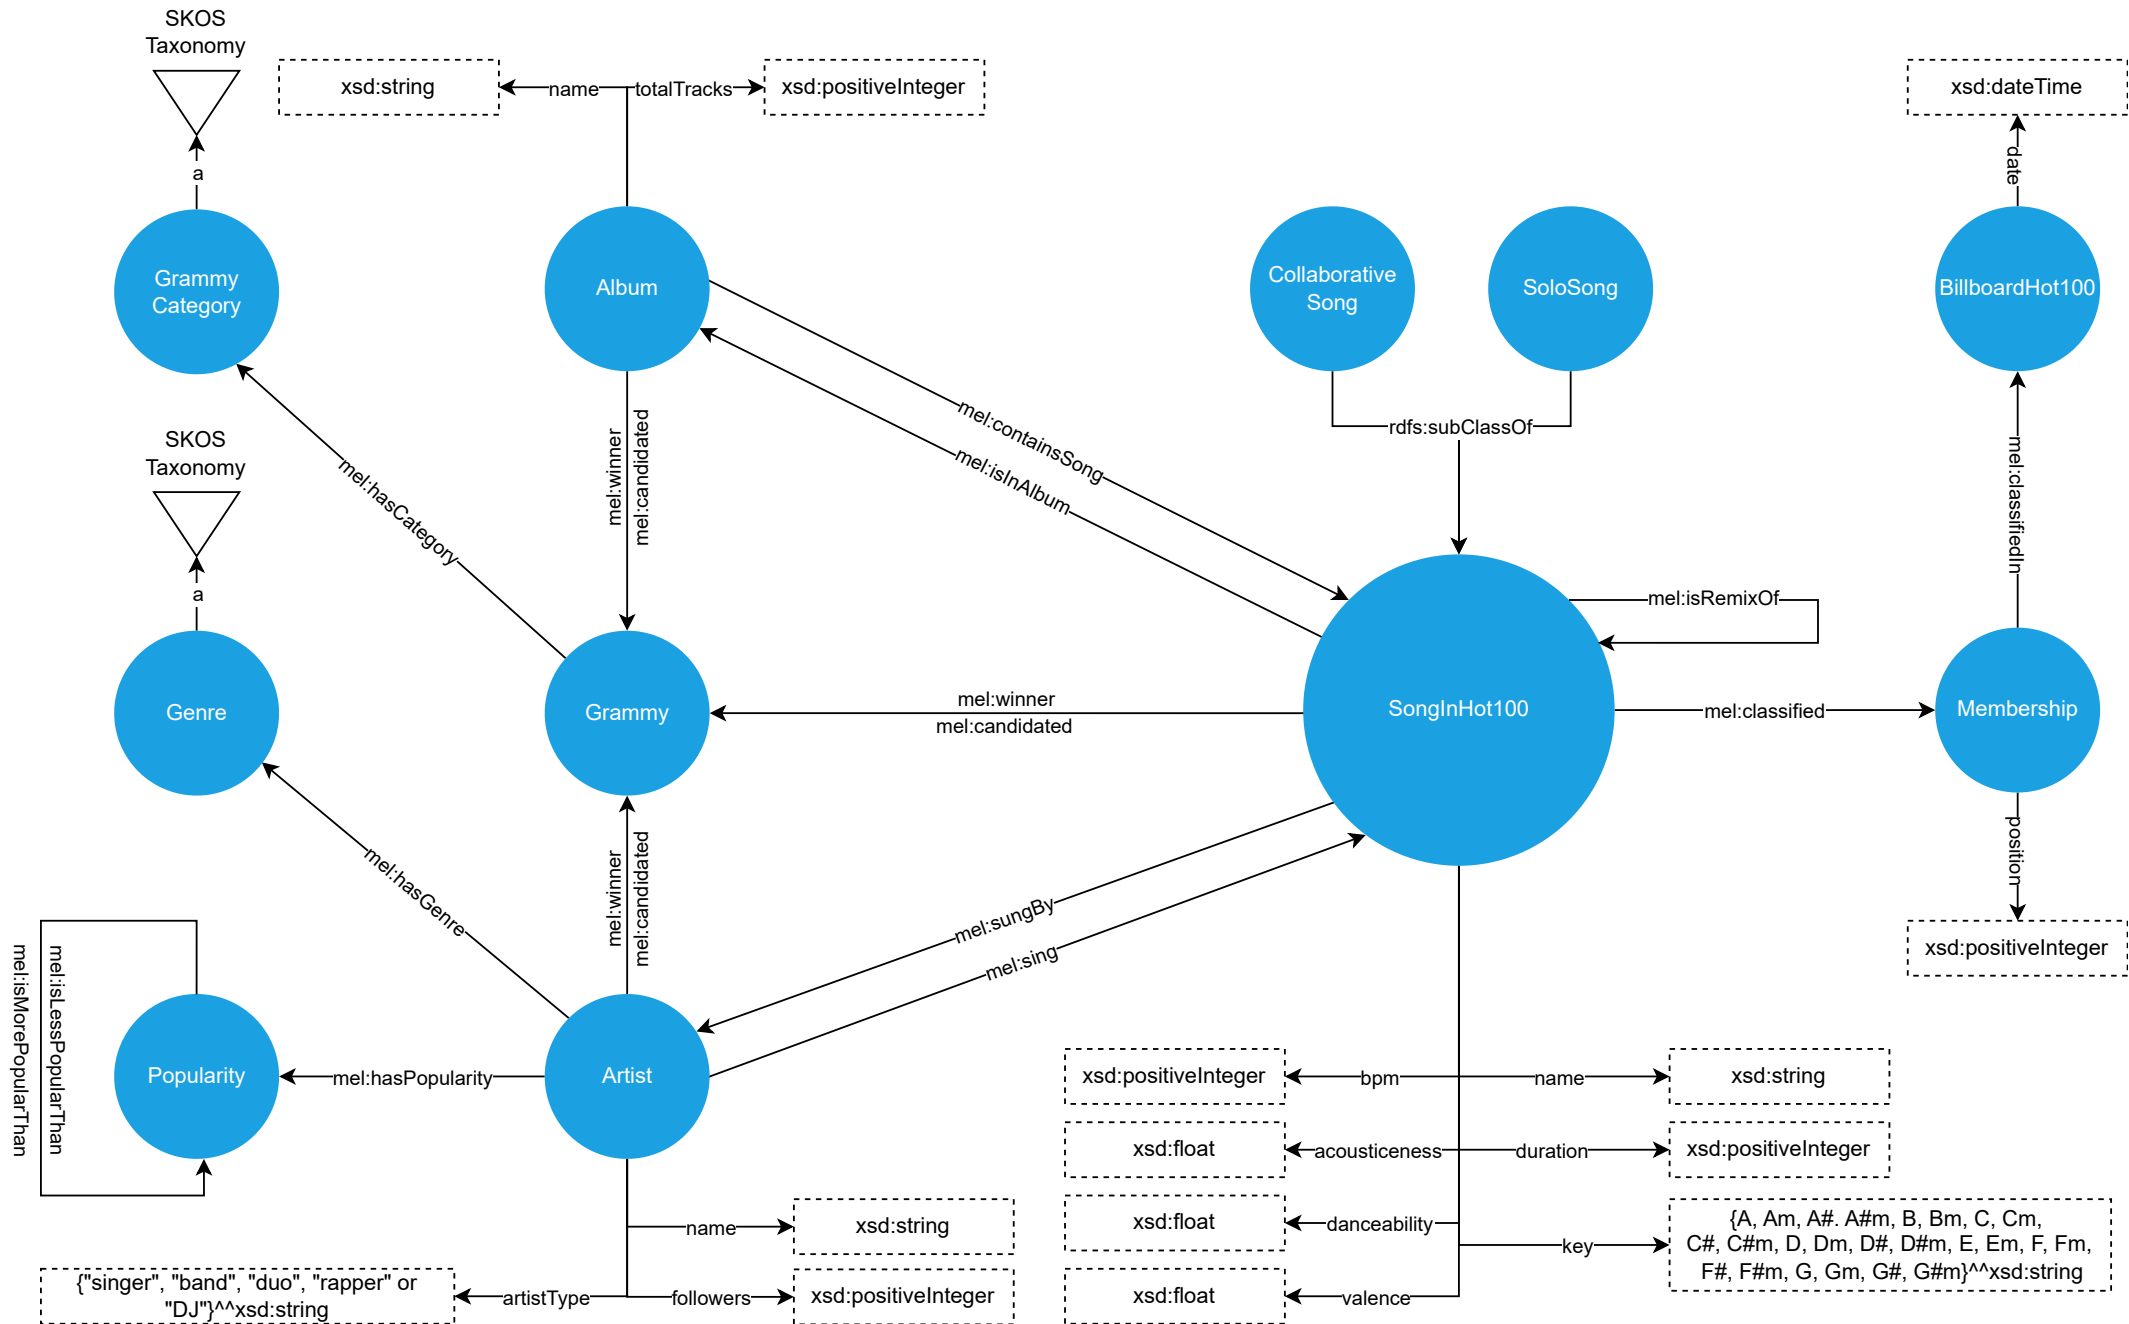 SKOS
Taxonomy
xsd:string
name
totalTracks
xsd:positiveInteger
xsd:dateTime
date
a
Grammy
Category
Album
Collaborative
Song
SoloSong
BillboardHot100
rdfs:subClassOf
mel:containsSong
mel:isInAlbum
mel:winner
mel:candidated
mel:hasCategory
mel:classifiedIn
SKOS
Taxonomy
a
mel:isRemixOf
Genre
Grammy
mel:winner
mel:candidated
SongInHot100
mel:classified
Membership
position
xsd:positiveInteger
mel:hasGenre
mel:winner
mel:candidated
mel:sungBy
mel:sing
mel:isMorePopularThan
mel:isLessPopularThan
Popularity
mel:hasPopularity
Artist
xsd:positiveInteger
bpm
name
xsd:string
xsd:float
acousticeness
duration
xsd:positiveInteger
name
xsd:string
xsd:float
danceability
key
{A, Am, A#. A#m, B, Bm, C, Cm,
C#, C#m, D, Dm, D#, D#m, E, Em, F, Fm,
F#, F#m, G, Gm, G#, G#m}^^xsd:string
{"singer", "band", "duo", "rapper" or
"DJ"}^^xsd:string
artistType
followers
xsd:positiveInteger
xsd:float
valence